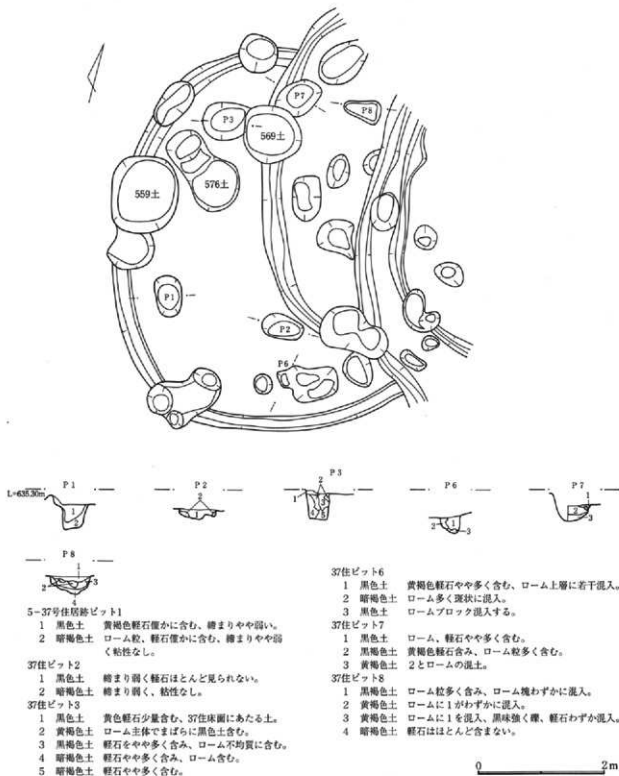 P7
P8
P3
569土
576土
559土
P1
P2
P6
P1
P2
P3
P6
P7
L=635.30m
P8
5-37号住居跡ピット1
1 黒色土 黄褐色軽石僅かに含む、締まりやや弱い。
2 暗褐色土 ローム粒、軽石僅かに含む、締まりやや弱
く粘性なし。
37住ピット2
1 黒色土 締まり弱く軽石ほとんど見られない。
2 暗褐色土 締まり弱く、粘性なし。
37住ピット3
1 黒色土 黄色軽石少量含む、37住床面にあたる土。
2 黄褐色土 ローム主体でまばらに黒色土含む。
3 黒褐色土 軽石をやや多く含み、ローム不均質に含む。
4 暗褐色土 軽石やや多く含み、ローム含む。
5 暗褐色土 軽石やや多く含む。
37住ピット6
1 黒色土 黄褐色軽石やや多く含む、ローム上層に若干混入。
2 暗褐色土 ローム多く斑状に混入。
3 黒色土 ロームブロック混入する。
37住ピット7
1 黒色土 ローム、軽石やや多く含む。
2 黒褐色土 黄褐色軽石含み、ローム粒多く含む。
3 黄褐色土 2とロームの混土。
37住ピット8
1 黒褐色土 ローム粒多く含み、ローム塊わずかに混入。
2 黄褐色土 ロームに1がわずかに混入。
3 黄褐色土 ロームに1を混入、黒味強く礫、軽石わずか混入。
4 暗褐色土 軽石はほとんど含まない。
0 2m